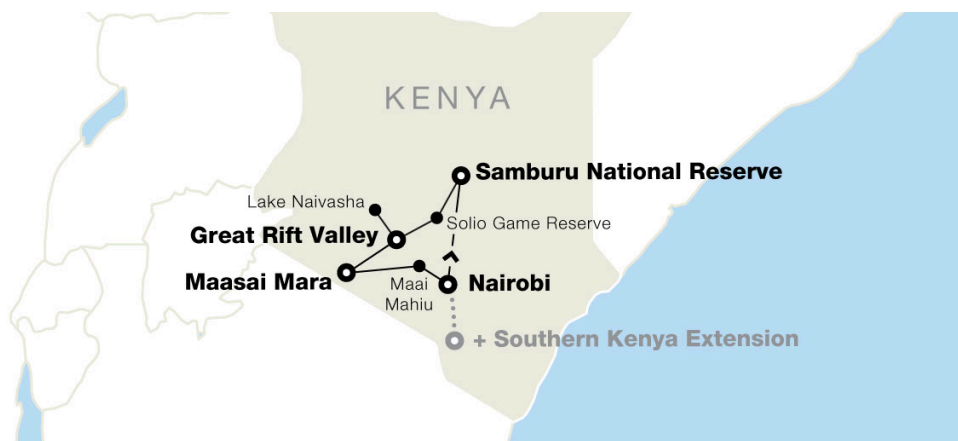 KENYA
Samburu National Reserve
Lake Naivasha
Solio Game Reserve
Great Rift Valley
Maasai Mara
Maai
Mahiu
Nairobi
+ Southern Kenya Extension